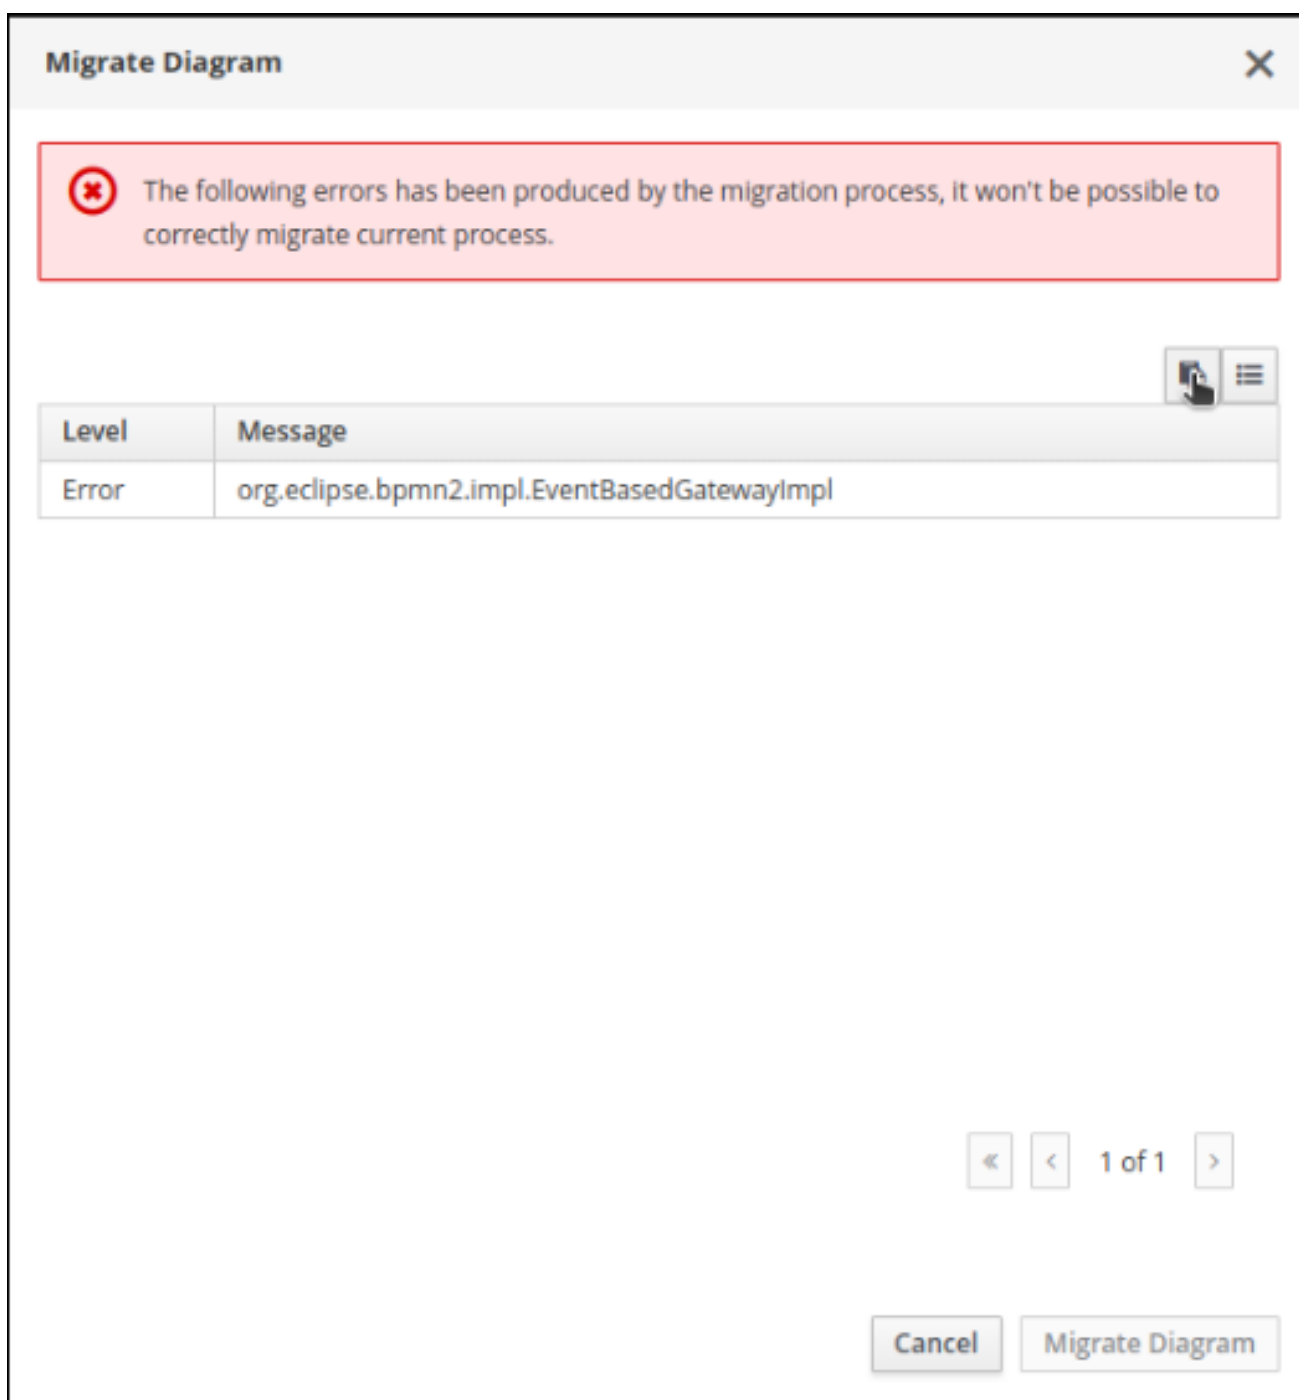 Migrate Diagram
The following errors has been produced by the migration process, it won't be possible to
correctly migrate current process.
Level Message
Error org.eclipse.bpmn2.impl.EventBasedGatewayImpl
1 of 1
Cancel Migrate Diagram